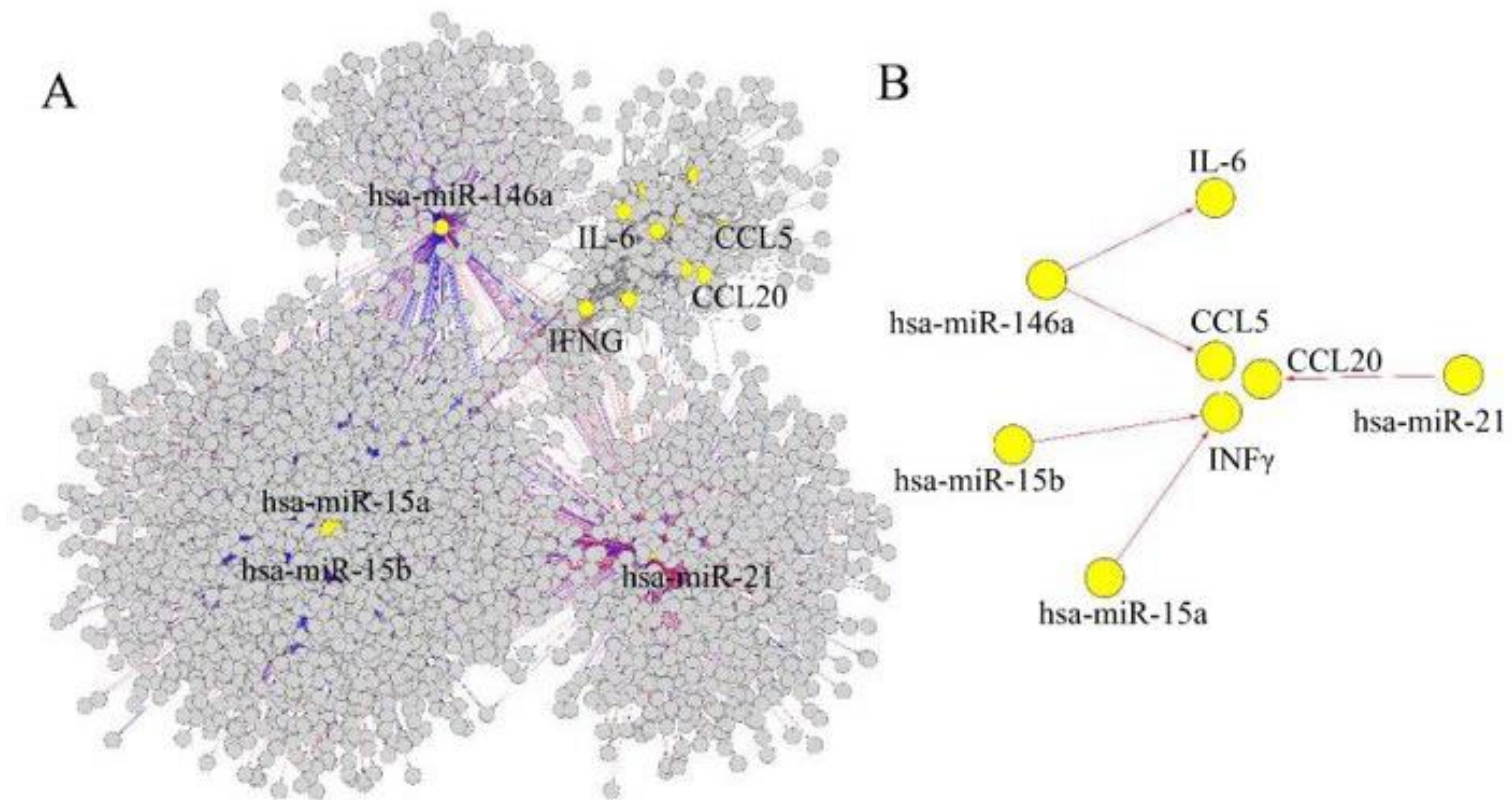 A
hsa-miR-146a
IL-6
CCL5
CCL20
IFNG
hsa-miR-15a
hsa-miR-15b
hsa-miR-21
B
IL-6
hsa-miR-146a
CCL5
CCL20
hsa-miR-21
hsa-miR-15b
INFγ
hsa-miR-15a